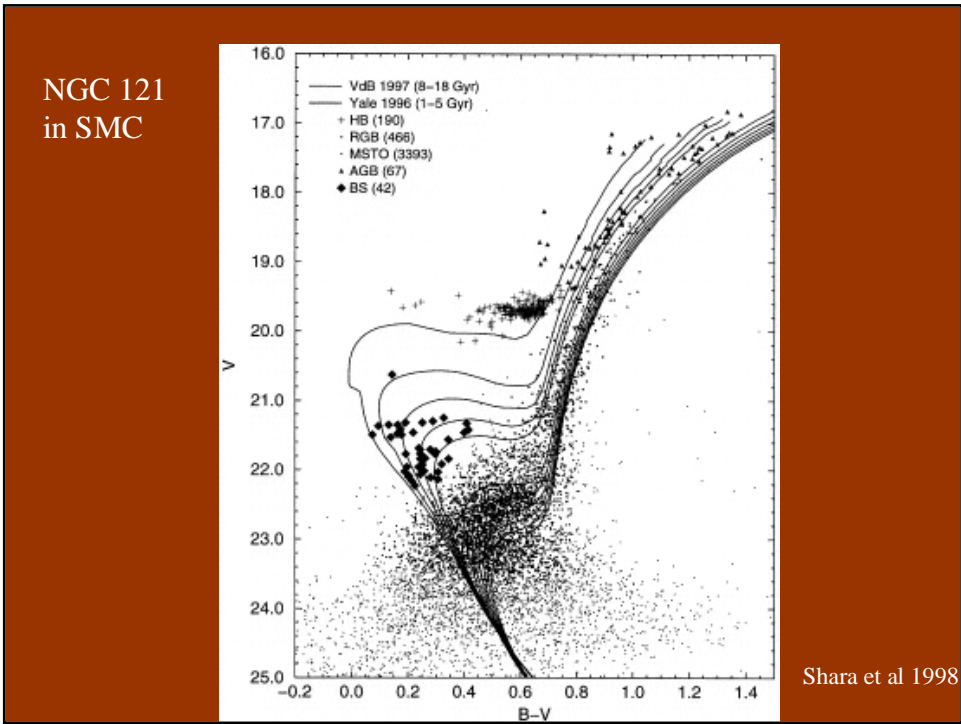 NGC 121
in SMC
VdB 1997 (8-18 Gyr)
Yale 1996 (1-5 Gyr)
+ HB (190)
RGB (466)
MSTO (3393)
▲ AGB (67)
◆ BS (42)
16.0
17.0
18.0
19.0
20.0
21.0
22.0
23.0
24.0
25.0
V
-0.2 0.0 0.2 0.4 0.6 0.8 1.0 1.2 1.4
B-V
Shara et al 1998